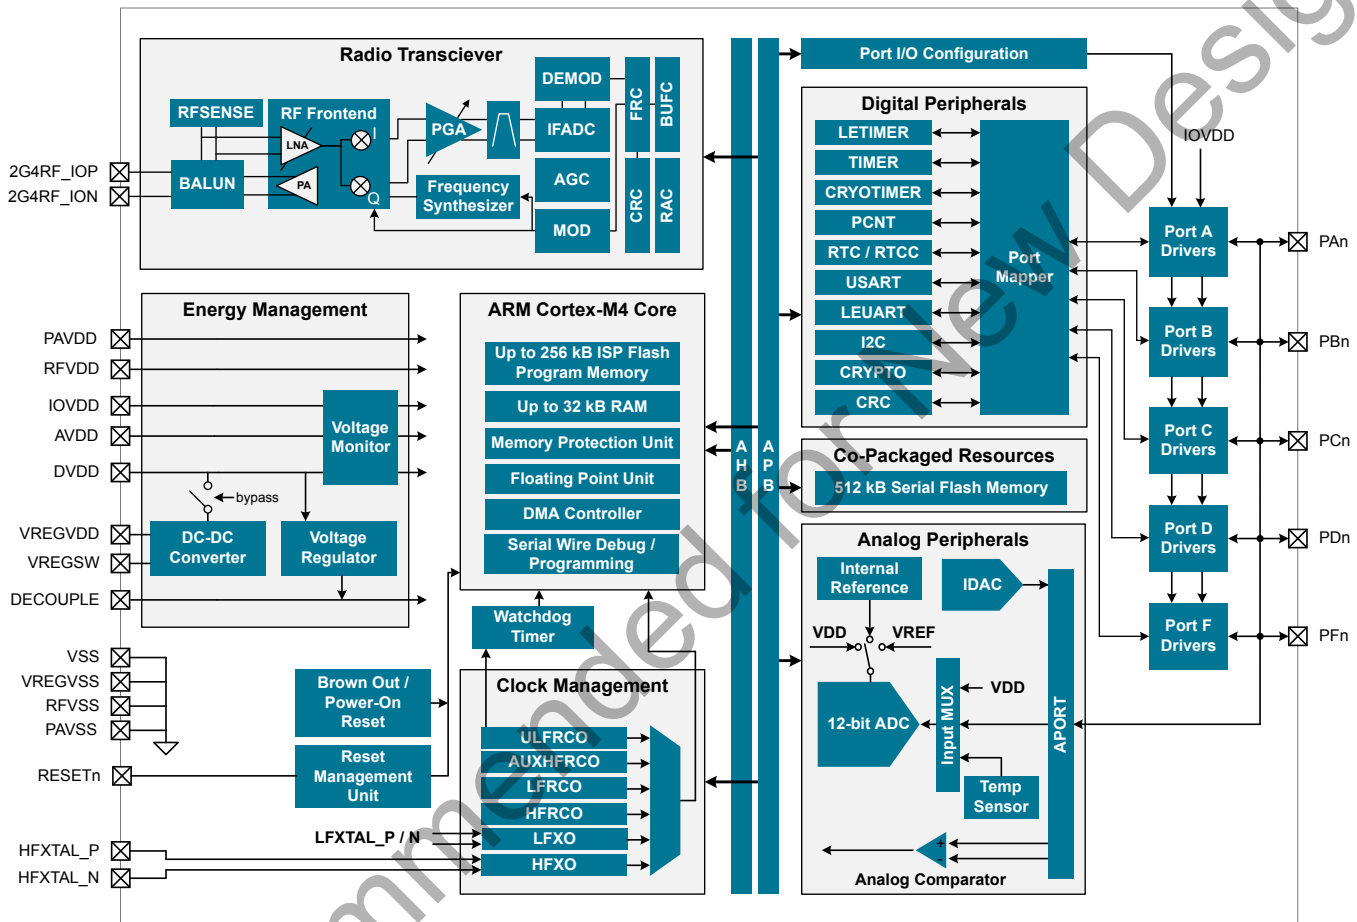 Radio Transciever
RFSENSE
RF Frontend
LNA
I
PA
Q
BALUN
PGA
DEMOD
IFADC
AGC
MOD
Frequency
Synthesizer
FRC
BUFC
CRC
RAC
2G4RF_IOP
2G4RF_ION
Energy Management
PAVDD
RFVDD
IOVDD
AVDD
DVDD
Voltage
Monitor
bypass
VREGVDD
VREGSW
DC-DC
Converter
Voltage
Regulator
DECOUPLE
VSS
VREGVSS
RFVSS
PAVSS
RESETn
Brown Out /
Power-On
Reset
Reset
Management
Unit
HFXTAL_P
HFXTAL_N
LFXTAL_P / N
ARM Cortex-M4 Core
Up to 256 kB ISP Flash
Program Memory
Up to 32 kB RAM
Memory Protection Unit
Floating Point Unit
DMA Controller
Serial Wire Debug /
Programming
Watchdog
Timer
Clock Management
ULFRCO
AUXHFRCO
LFRCO
HFRCO
LFXO
HFXO
AHB
APB
Port I/O Configuration
Digital Peripherals
LETIMER
TIMER
CRYOTIMER
PCNT
RTC / RTCC
USART
LEUART
I2C
CRYPTO
CRC
Port
Mapper
Co-Packaged Resources
512 kB Serial Flash Memory
Analog Peripherals
Internal
Reference
IDAC
VDD
VREF
12-bit ADC
Input MUX
VDD
Temp
Sensor
APORT
+
-
Analog Comparator
IOVDD
Port A
Drivers
Port B
Drivers
Port C
Drivers
Port D
Drivers
Port F
Drivers
PAn
PBn
PCn
PDn
PFn
mmended for New Desig